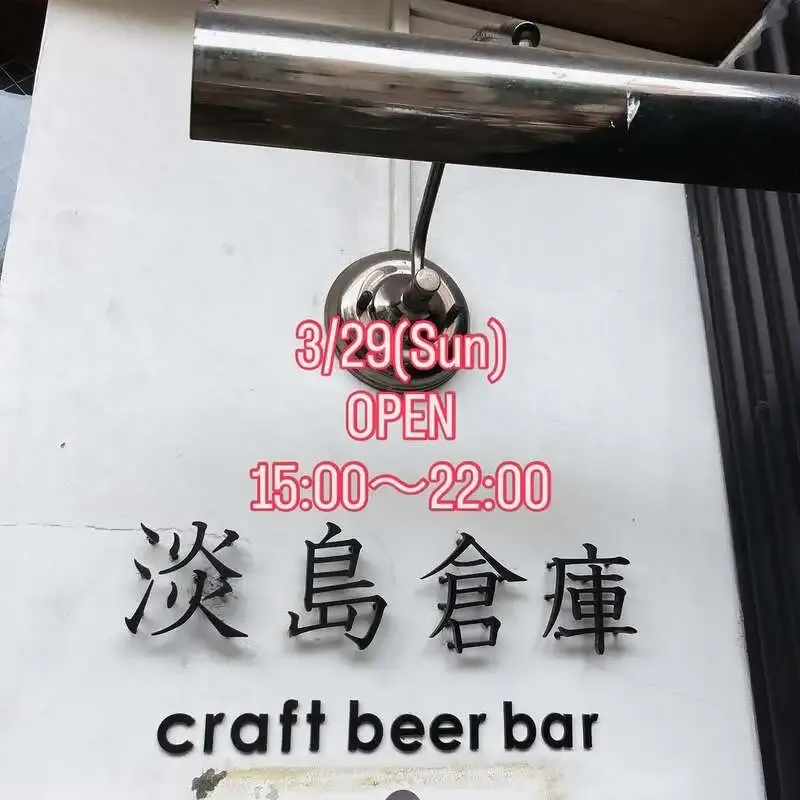 3/29(Sun)
OPEN
15:00〜22:00
淡島倉庫
craft beer bar